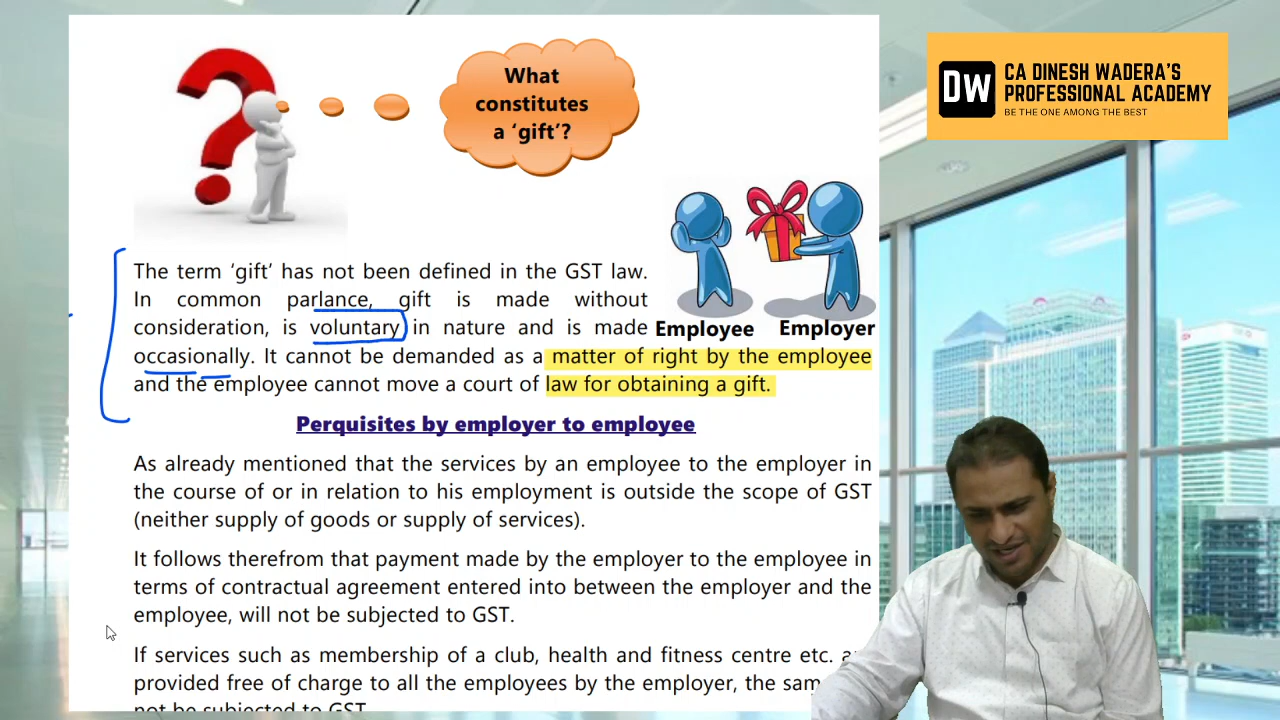 What
constitutes
a ‘gift’?
DW
CA DINESH WADERA'S
PROFESSIONAL ACADEMY
BE THE ONE AMONG THE BEST
The term ‘gift’ has not been defined in the GST law.
In common parlance, gift is made without
consideration, is voluntary in nature and is made
Employee Employer
occasionally. It cannot be demanded as a matter of right by the employee
and the employee cannot move a court of law for obtaining a gift.
Perquisites by employer to employee
As already mentioned that the services by an employee to the employer in
the course of or in relation to his employment is outside the scope of GST
(neither supply of goods or supply of services).
It follows therefrom that payment made by the employer to the employee in
terms of contractual agreement entered into between the employer and the
employee, will not be subjected to GST.
If services such as membership of a club, health and fitness centre etc.
provided free of charge to all the employees by the employer, the
not be subjected to GST